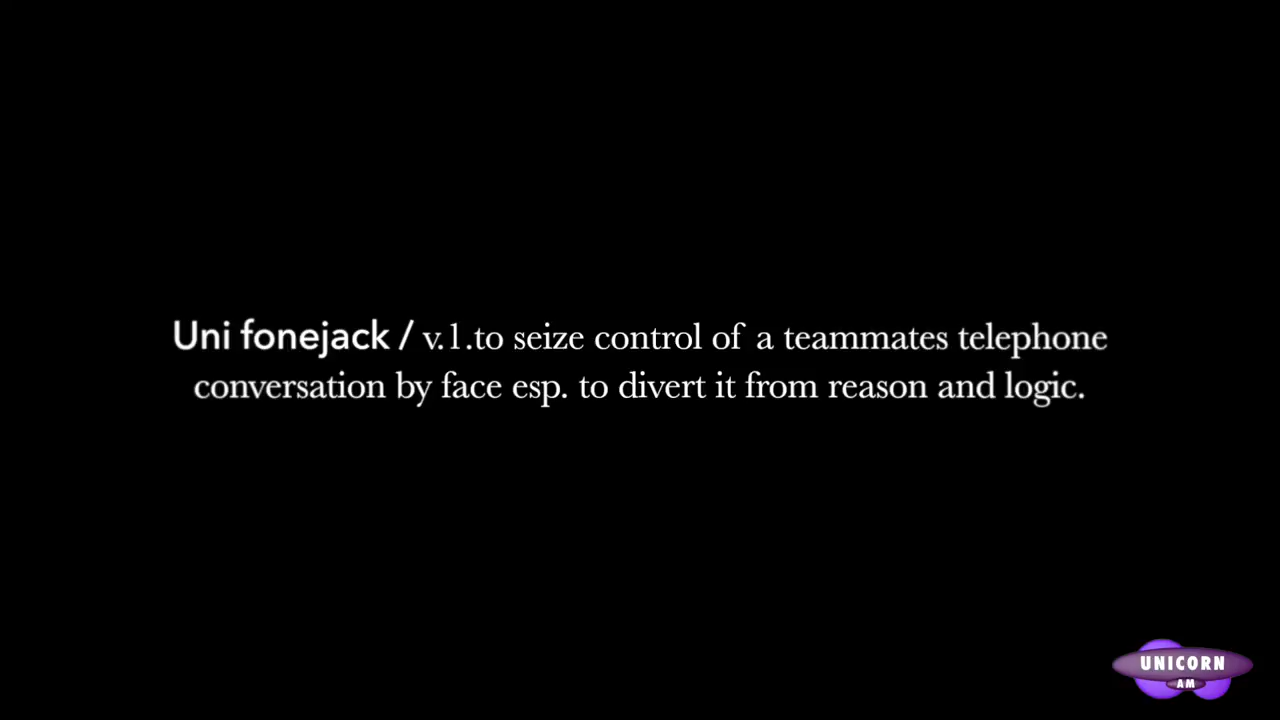 Uni fonejack / v.1.to seize control of a teammates telephone
conversation by face esp. to divert it from reason and logic.
UNICORN
AM